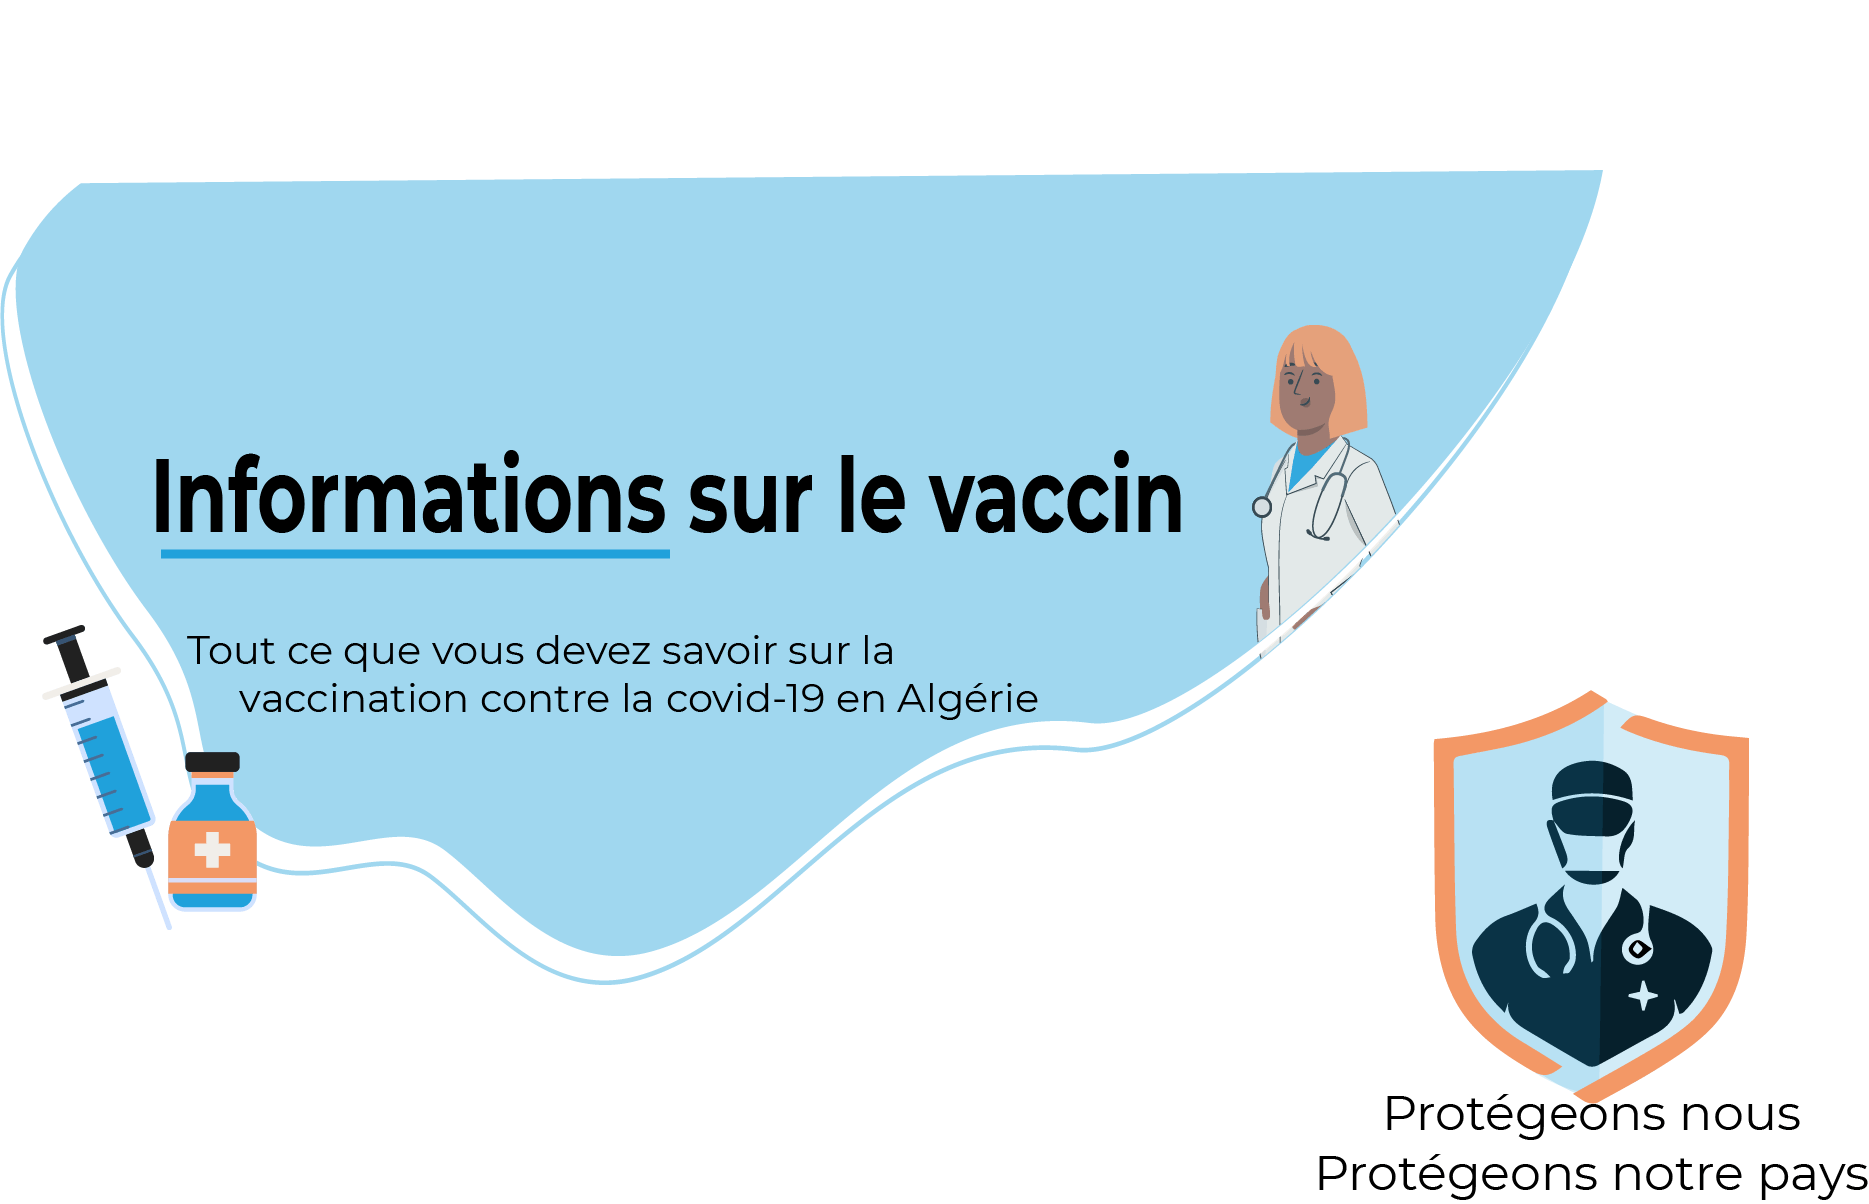 Informations sur le vaccin
Tout ce que vous devez savoir sur la
vaccination contre la covid-19 en Algérie
Protégeons nous
Protégeons notre pays